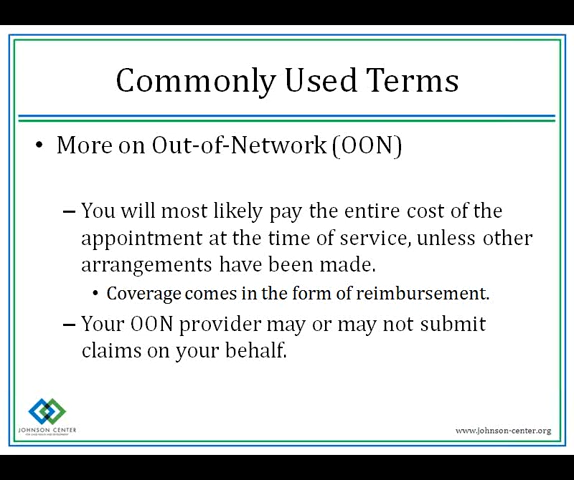 Commonly Used Terms
• More on Out-of-Network (OON)
– You will most likely pay the entire cost of the
appointment at the time of service, unless other
arrangements have been made.
• Coverage comes in the form of reimbursement.
– Your OON provider may or may not submit
claims on your behalf.
JOHNSON CENTER
www.johnson-center.org